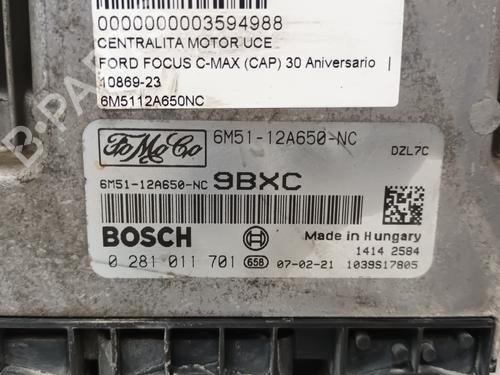 0000000003594988
CENTRALITA MOTOR UCE
FORD FOCUS C-MAX (CAP) 30 Aniversario |
10869-23
6M5112A650NC
FoMoCo 6M51-12A650-NC
DZL7C
6M51-12A650-NC 9BXC
BOSCH
Made in Hungary
1414 2584
0 281 011 701 658 07-02-21 1039S17805